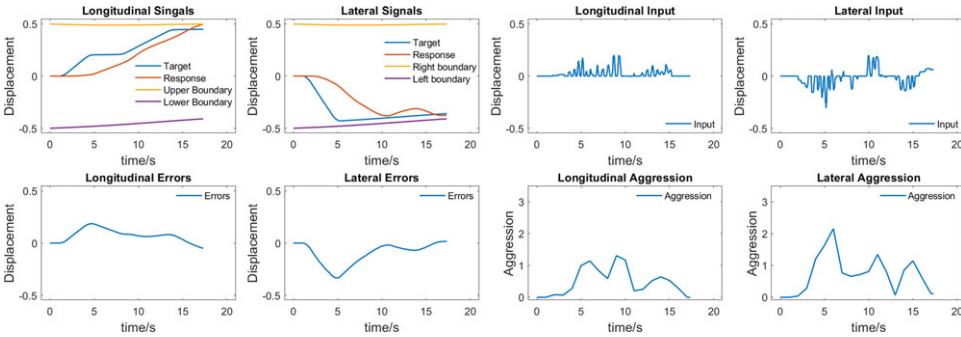 Longitudinal Singals
Displacement
0.5
0
-0.5
Target
Response
Upper Boundary
Lower Boundary
0 5 10 15 20
time/s
Lateral Signals
Displacement
0.5
0
-0.5
Target
Response
Right boundary
Left boundary
0 5 10 15 20
time/s
Longitudinal Input
Displacement
0.5
0
-0.5
Input
0 5 10 15 20
time/s
Lateral Input
Displacement
0.5
0
-0.5
Input
0 5 10 15 20
time/s
Longitudinal Errors
Displacement
0.5
0
-0.5
Errors
0 5 10 15 20
time/s
Lateral Errors
Displacement
0.5
0
-0.5
Errors
0 5 10 15 20
time/s
Longitudinal Aggression
Aggression
3
2
1
0
Aggression
0 5 10 15 20
time/s
Lateral Aggression
Aggression
3
2
1
0
Aggression
0 5 10 15 20
time/s